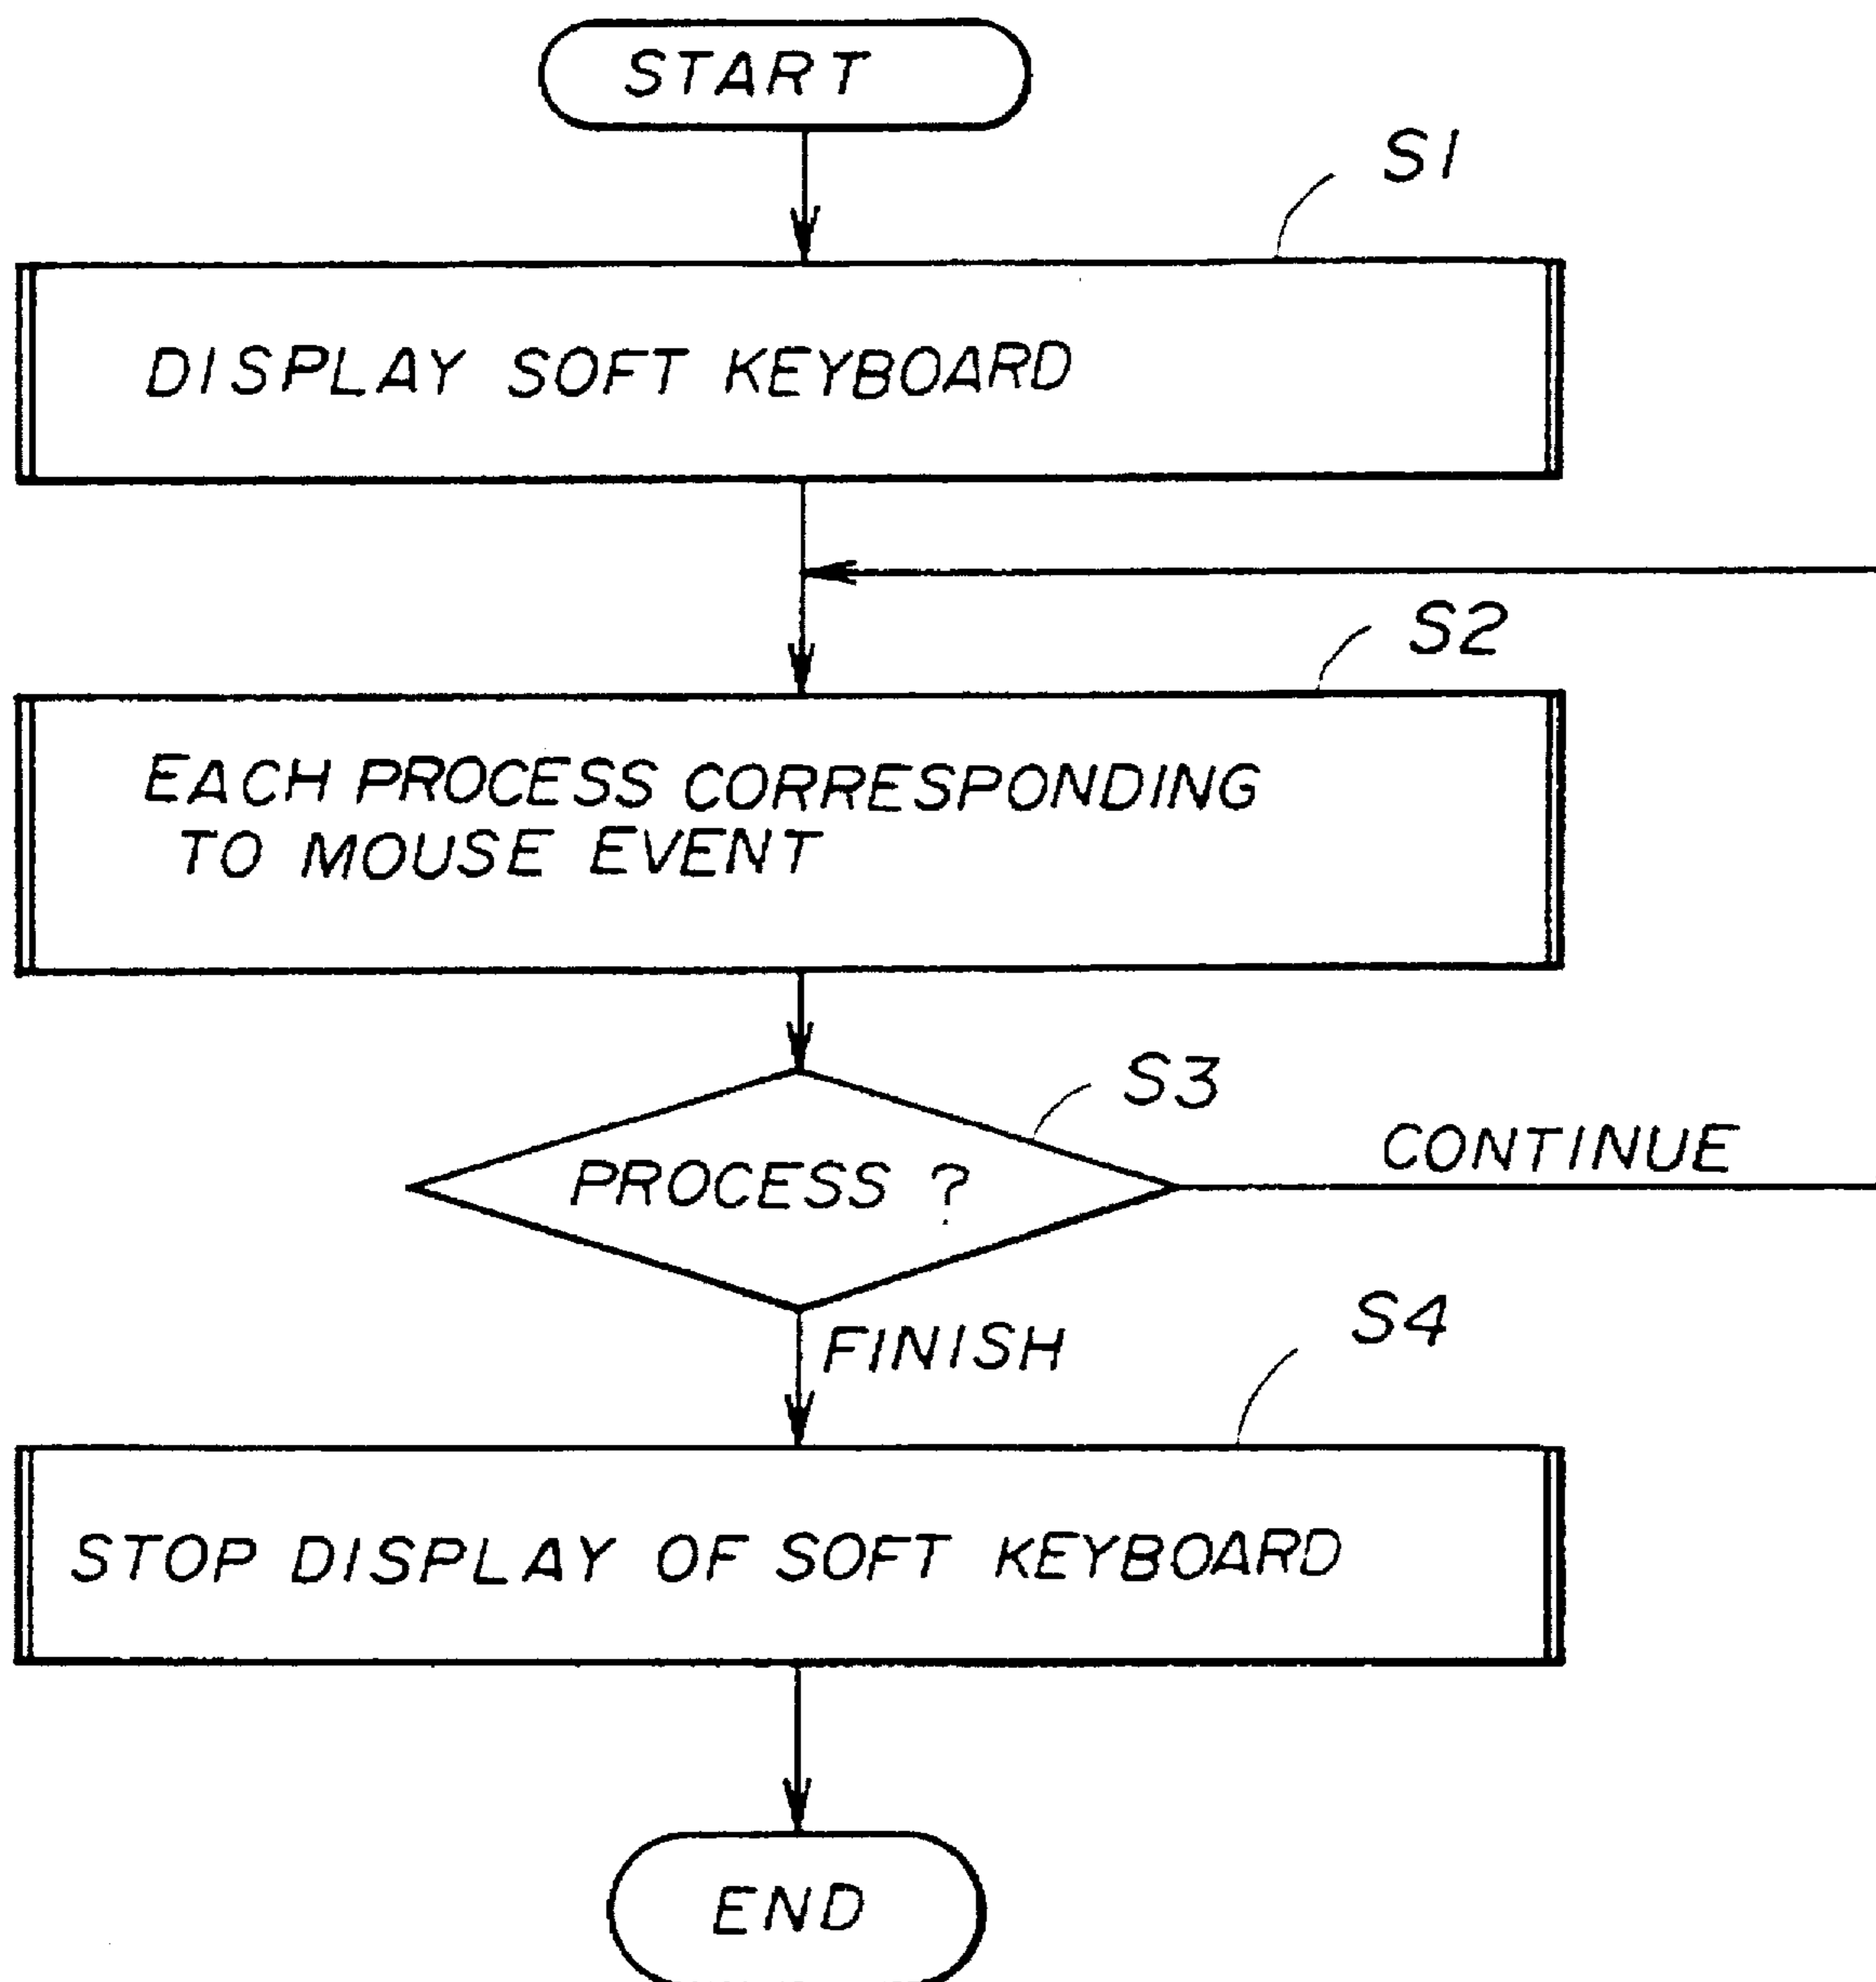 START
S1
DISPLAY SOFT KEYBOARD
S2
EACH PROCESS CORRESPONDING
TO MOUSE EVENT
S3
PROCESS ?
CONTINUE
FINISH
S4
STOP DISPLAY OF SOFT KEYBOARD
END